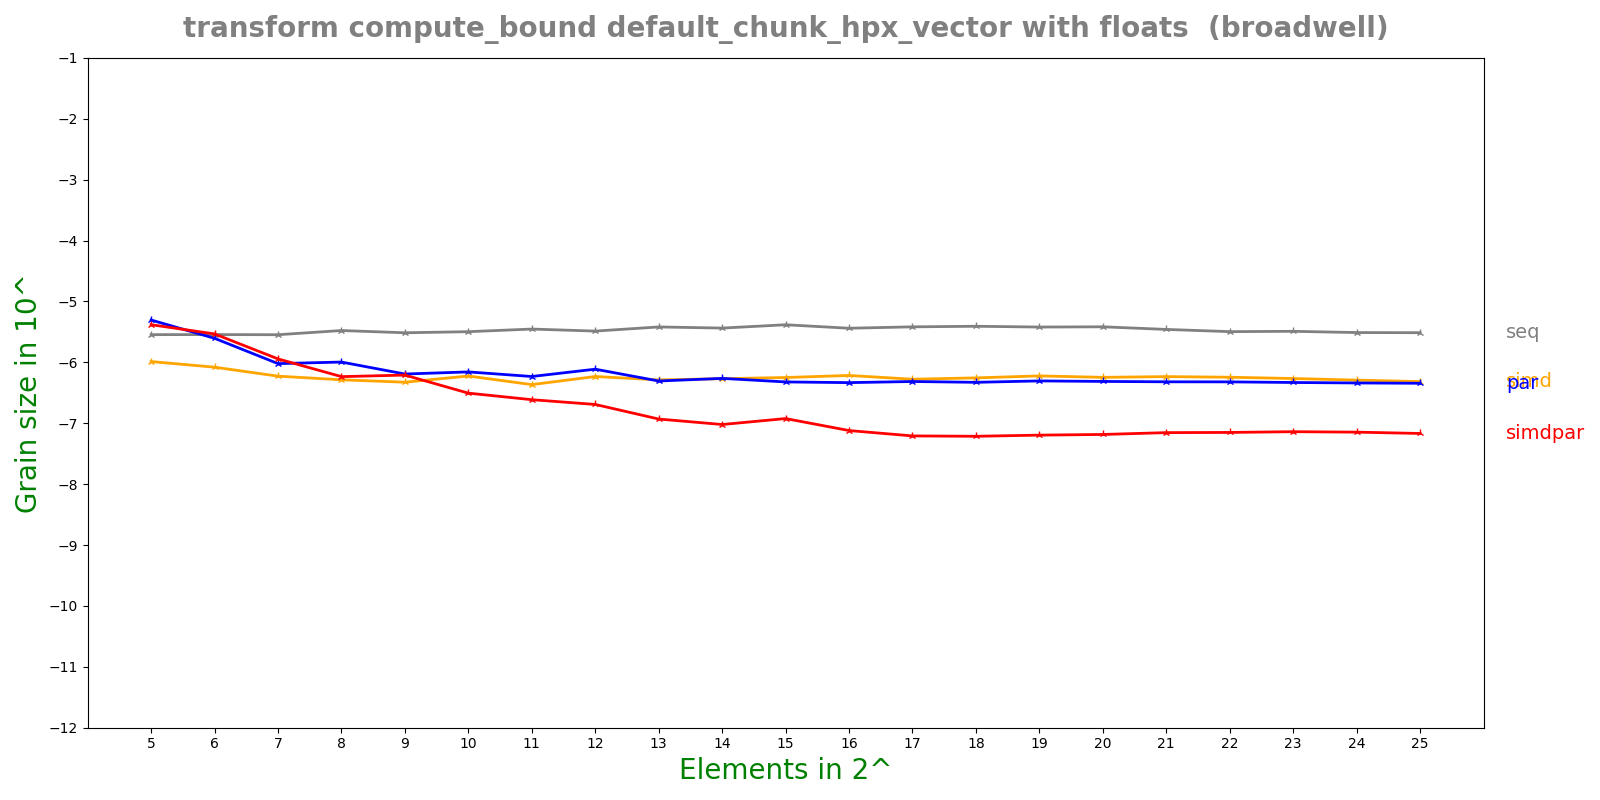 transform compute_bound default_chunk_hpx_vector with floats (broadwell)
Grain size in 10^
−1
−2
−3
−4
−5
−6
−7
−8
−9
−10
−11
−12
seq
simd
par
simdpar
5 6 7 8 9 10 11 12 13 14 15 16 17 18 19 20 21 22 23 24 25
Elements in 2^